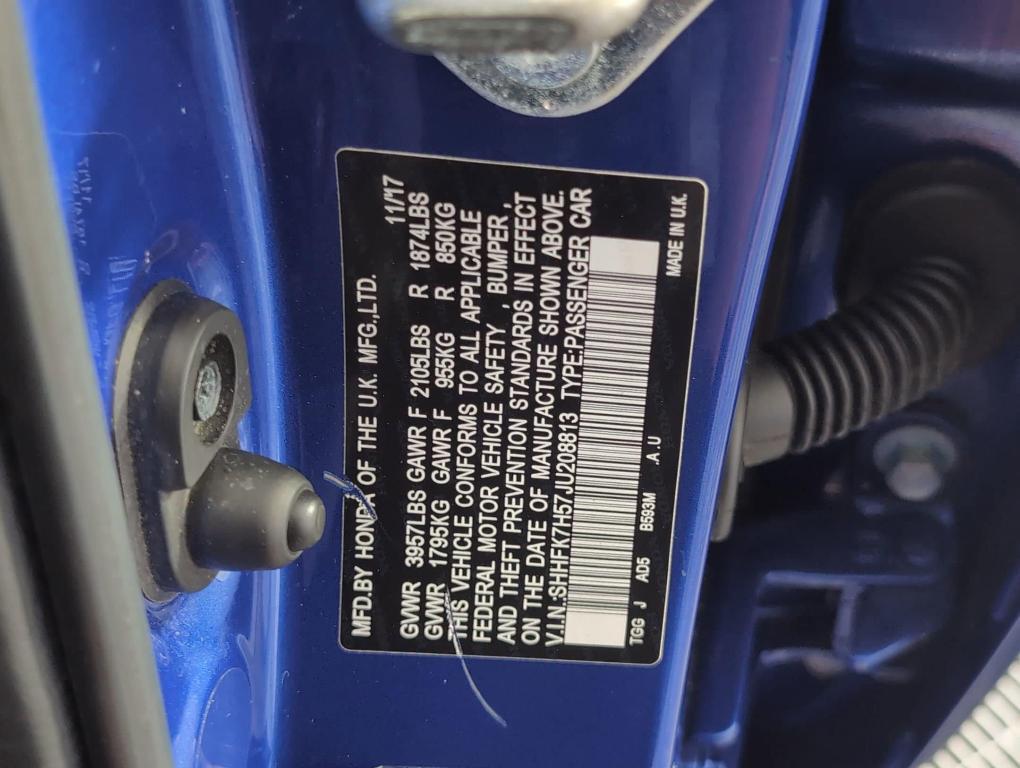 MFD.BY HONDA OF THE U.K. MFG.,LTD. 11/17
GVWR 3957LBS GAWR F 2105LBS R 1874LBS
GVWR 1795KG GAWR F 955KG R 850KG
THIS VEHICLE CONFORMS TO ALL APPLICABLE
FEDERAL MOTOR VEHICLE SAFETY , BUMPER ,
AND THEFT PREVENTION STANDARDS IN EFFECT
ON THE DATE OF MANUFACTURE SHOWN ABOVE.
V.I.N.:SHHFK7H57JU208813 TYPE:PASSENGER CAR
TGG J AD5 B593M .A U MADE IN U.K.